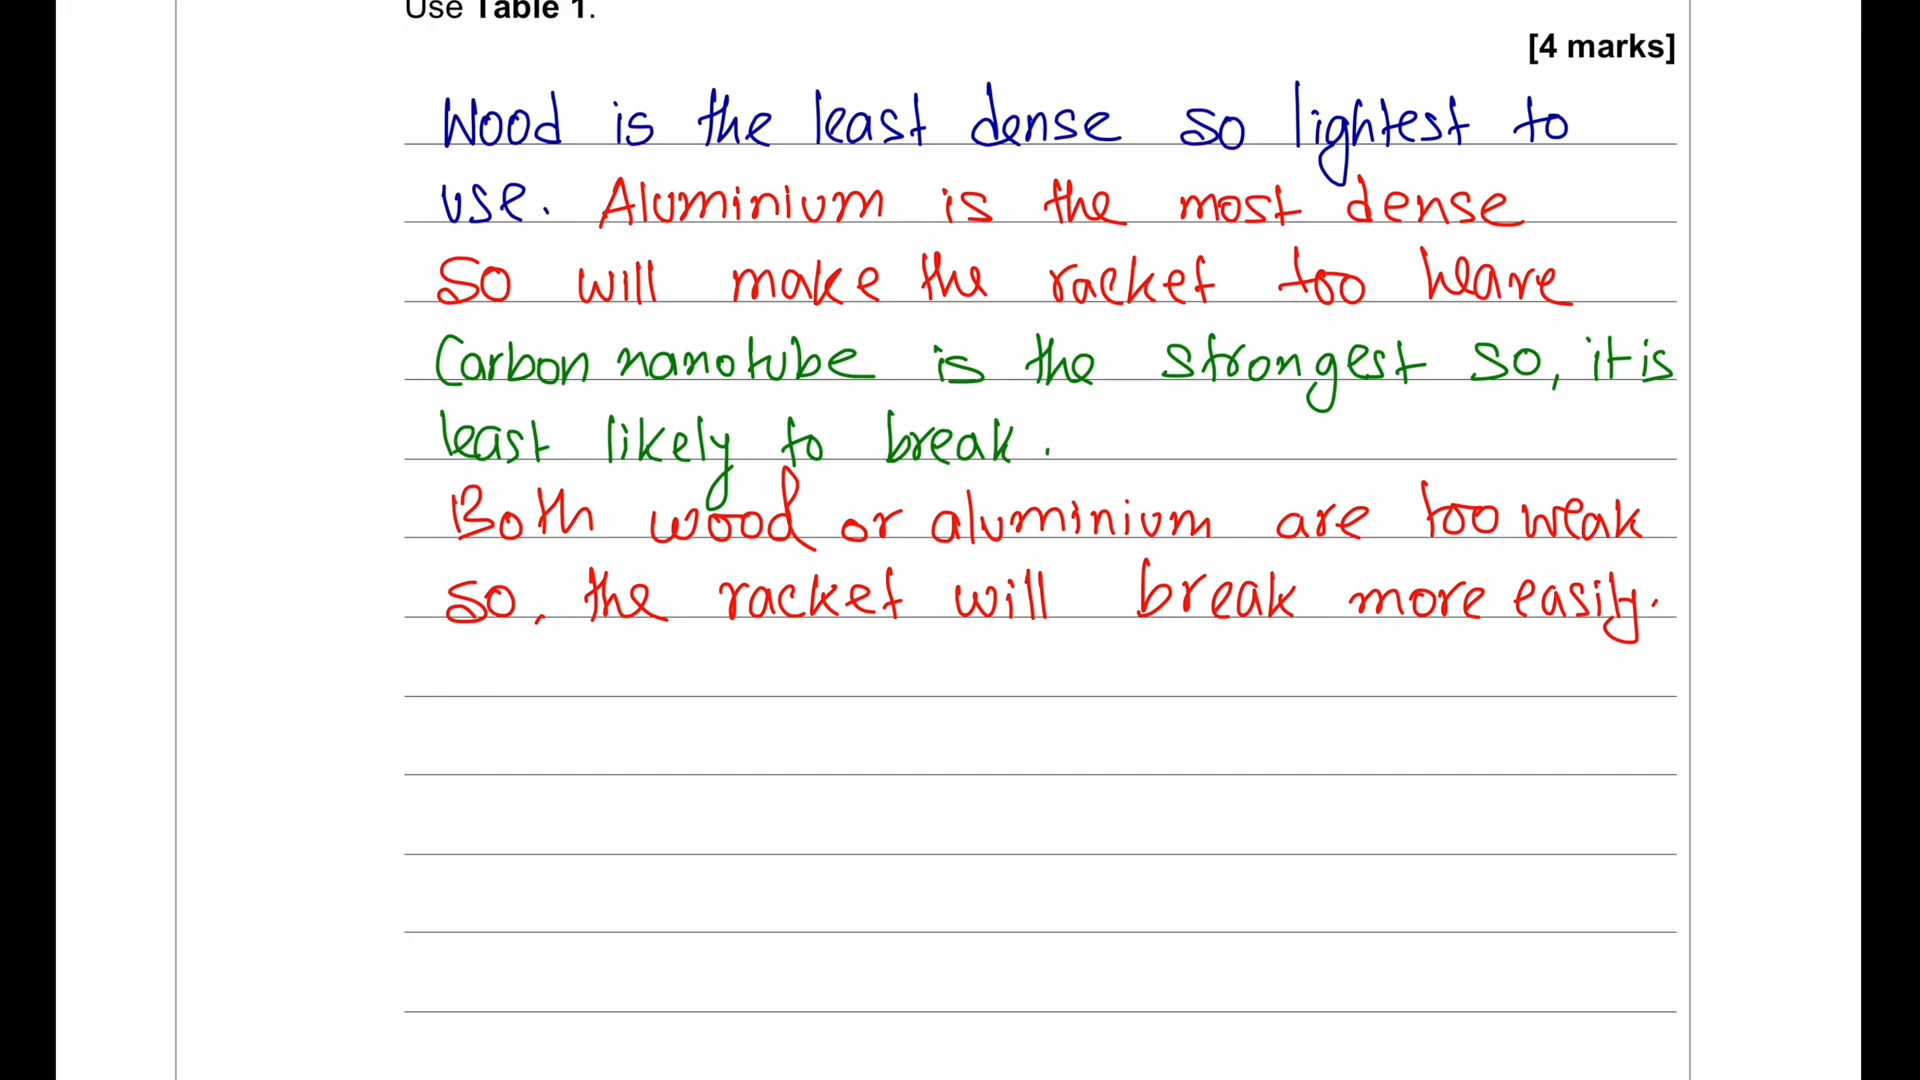 Use Table 1.
[4 marks]
Wood is the least dense so lightest to
use. Aluminium is the most dense
So will make the racket too heave
Carbon nanotube is the strongest so, it is
least likely to break.
Both wood or aluminium are too weak
so, the racket will break more easily.